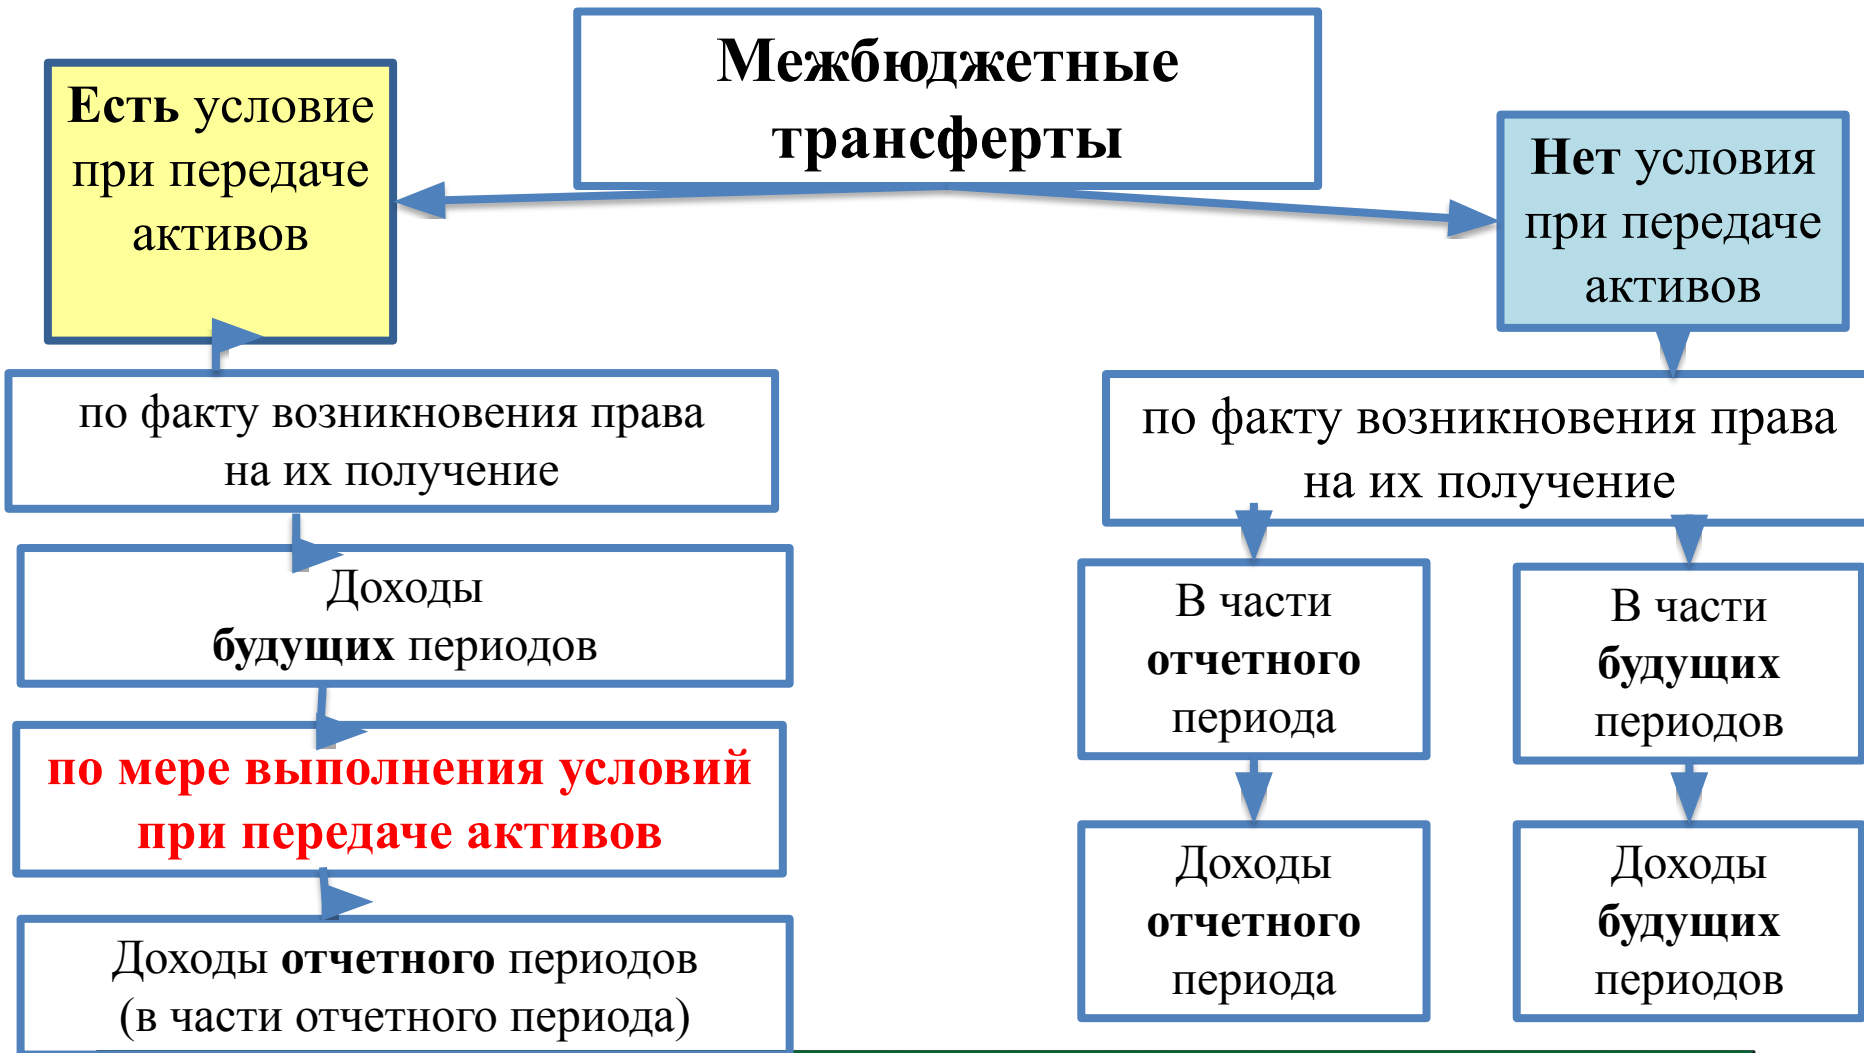 Межбюджетные
трансферты
Есть условие
при передаче
активов
по факту возникновения права
на их получение
Доходы
будущих периодов
по мере выполнения условий
при передаче активов
Доходы отчетного периодов
(в части отчетного периода)
Нет условия
при передаче
активов
по факту возникновения права
на их получение
В части
отчетного
периода
Доходы
отчетного
периода
В части
будущих
периодов
Доходы
будущих
периодов